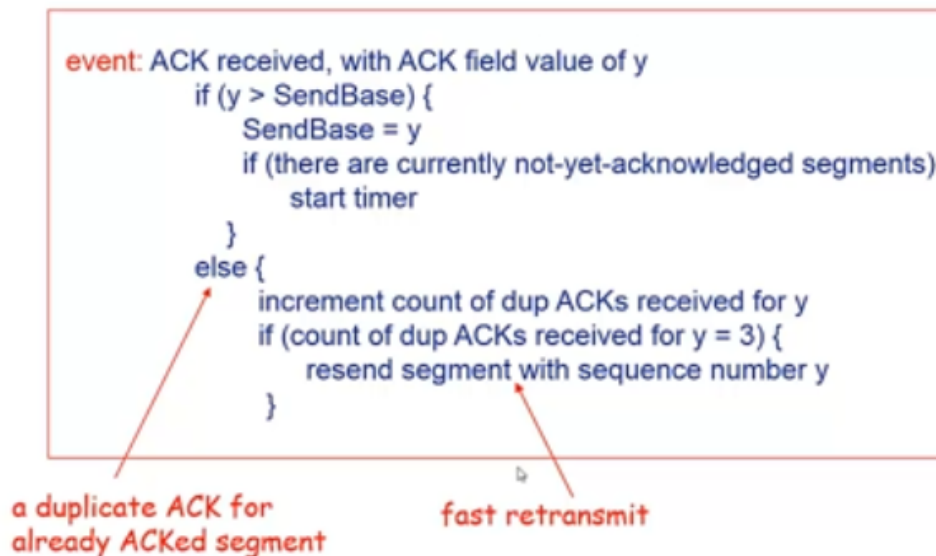 event: ACK received, with ACK field value of y
if (y > SendBase) {
SendBase = y
if (there are currently not-yet-acknowledged segments)
start timer
}
else {
increment count of dup ACKs received for y
if (count of dup ACKs received for y = 3) {
resend segment with sequence number y
}
a duplicate ACK for
already ACKed segment
fast retransmit